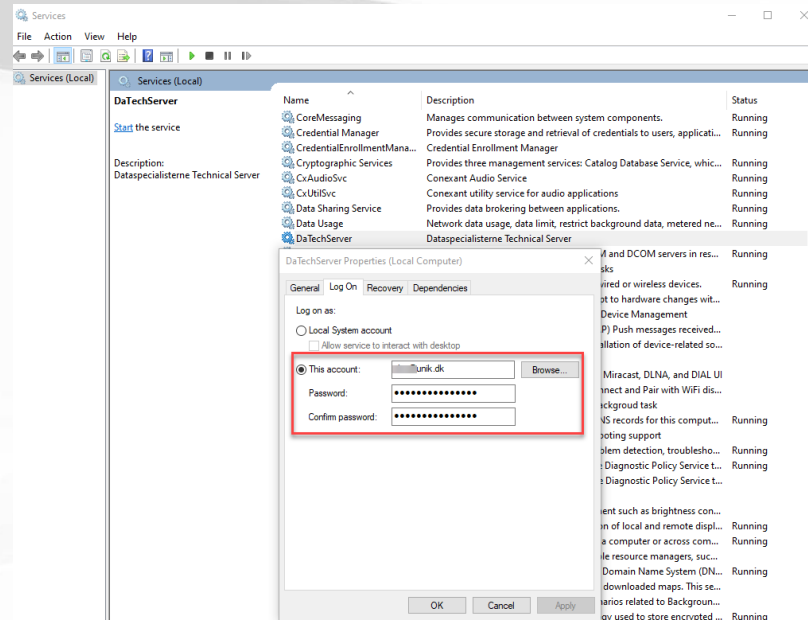 Services
File Action View Help
Services (Local)
Services (Local)
DaTechServer
Start the service
Description:
Dataspecialisterne Technical Server
Name Description Status
CoreMessaging Manages communication between system components. Running
Credential Manager Provides secure storage and retrieval of credentials to users, applicati... Running
CredentialEnrollmentMana... Credential Enrollment Manager
Cryptographic Services Provides three management services: Catalog Database Service, whic... Running
CxAudioSvc Conexant Audio Service Running
CxUtilSvc Conexant utility service for audio applications Running
Data Sharing Service Provides data brokering between applications. Running
Data Usage Network data usage, data limit, restrict background data, metered ne... Running
DaTechServer Dataspecialisterne Technical Server
DaTechServer Properties (Local Computer)
General Log On Recovery Dependencies
Log on as:
Local System account
Allow service to interact with desktop
This account: unik.dk Browse...
Password: •••••••••••••••
Confirm password: •••••••••••••••
OK Cancel Apply
M and DCOM servers in res... Running
sks
wired or wireless devices. Running
pt to hardware changes wit...
Device Management
P) Push messages received...
allation of device-related so...
Miracast, DLNA, and DIAL UI
nnect and Pair with WiFi dis...
ackgroud task
NS records for this comput... Running
ooting support
blem detection, troublesho... Running
e Diagnostic Policy Service t... Running
e Diagnostic Policy Service t...
ent such as brightness con...
on of local and remote displ... Running
a computer or across com... Running
le resource managers, suc...
Domain Name System (DN... Running
downloaded maps. This se...
narios related to Backgroun...
gy used to store encrypted ... Running